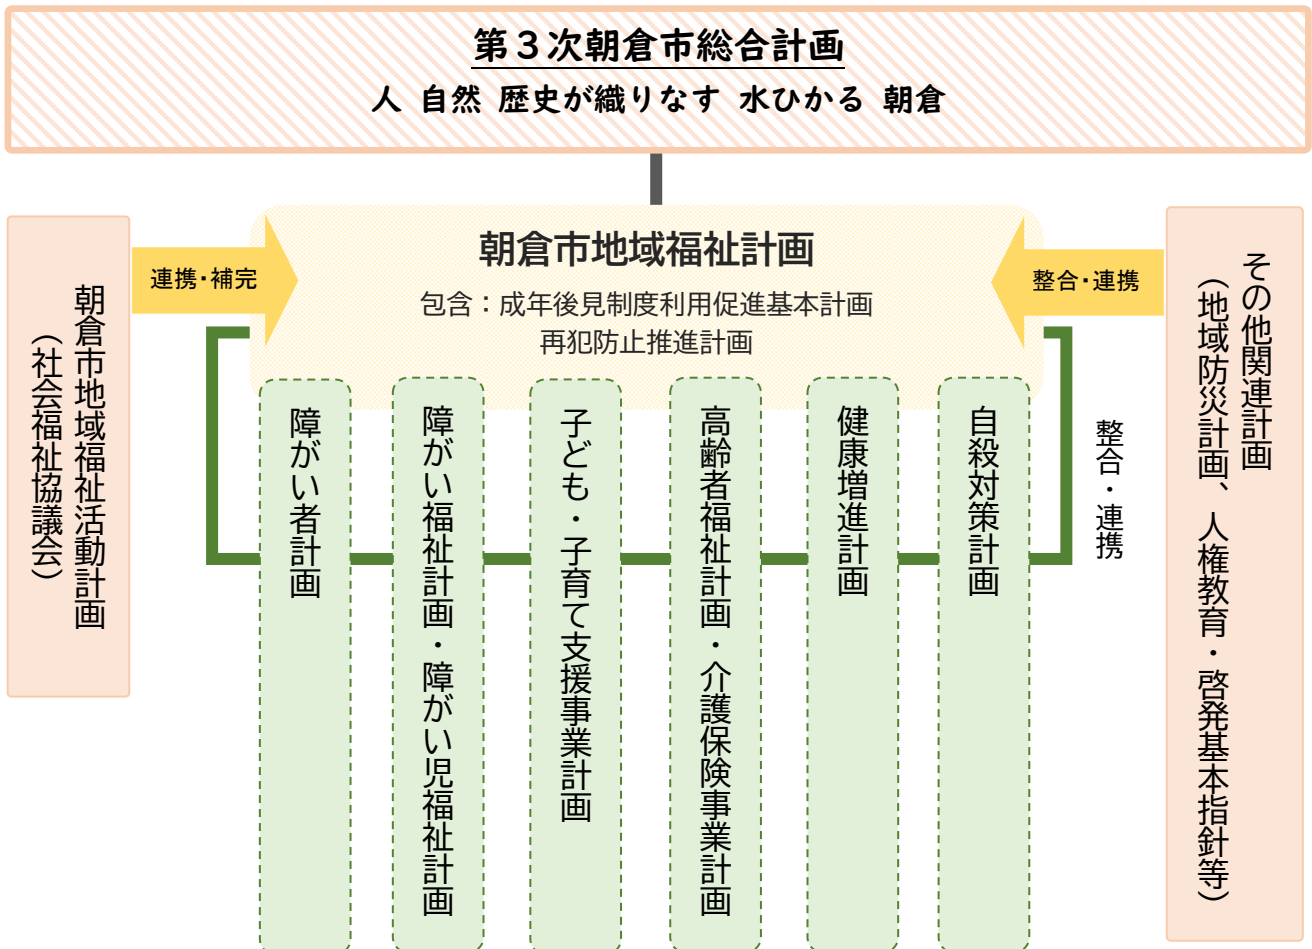 第３次朝倉市総合計画
人 自然 歴史が織りなす 水ひかる 朝倉
朝倉市地域福祉活動計画
（社会福祉協議会）
連携・補完
朝倉市地域福祉計画
包含：成年後見制度利用促進基本計画
再犯防止推進計画
整合・連携
その他関連計画
（地域防災計画、人権教育・啓発基本指針等）
障がい者計画
障がい福祉計画・障がい児福祉計画
子ども・子育て支援事業計画
高齢者福祉計画・介護保険事業計画
健康増進計画
自殺対策計画
整合・連携